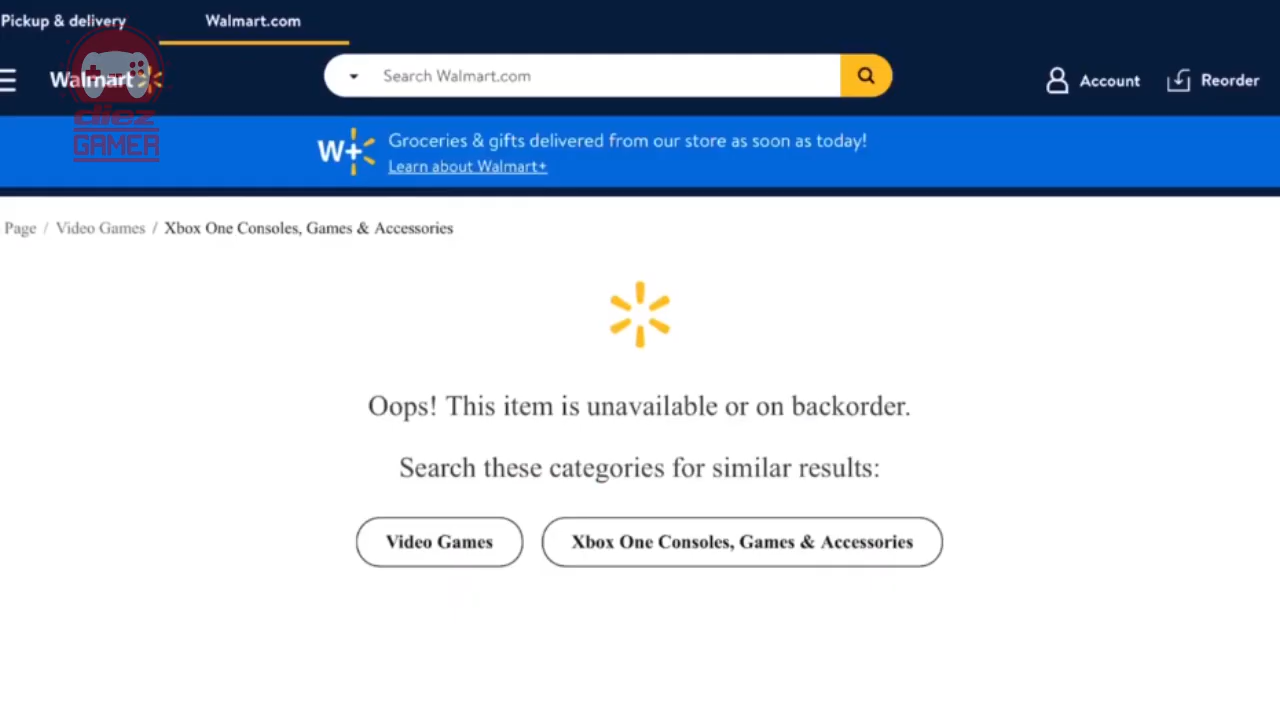 Pickup & delivery
Walmart.com
Walmart
Search Walmart.com
Account
Reorder
diez
GAMER
W+
Groceries & gifts delivered from our store as soon as today!
Learn about Walmart+
Page / Video Games / Xbox One Consoles, Games & Accessories
Oops! This item is unavailable or on backorder.
Search these categories for similar results:
Video Games
Xbox One Consoles, Games & Accessories